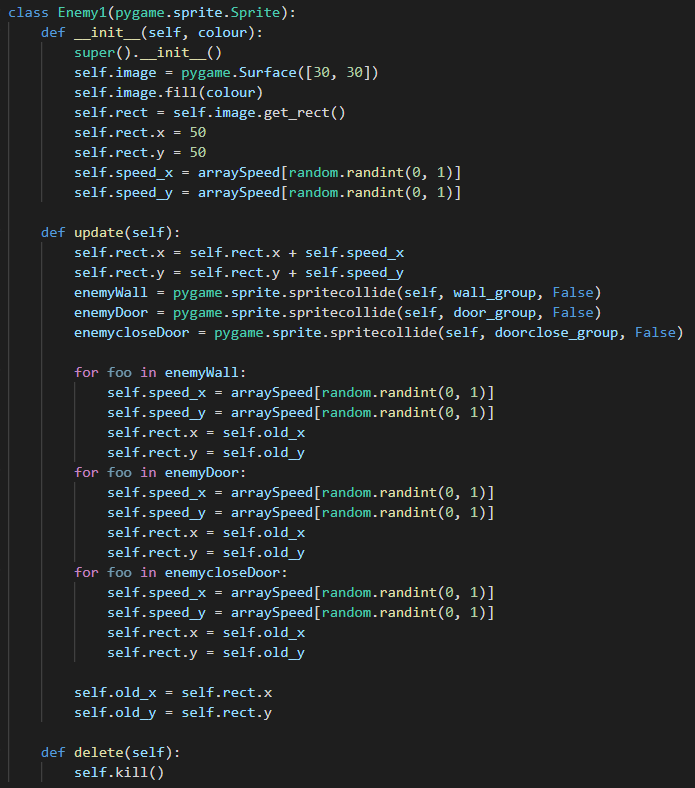 class Enemy1(pygame.sprite.Sprite):
    def __init__(self, colour):
        super().__init__()
        self.image = pygame.Surface([30, 30])
        self.image.fill(colour)
        self.rect = self.image.get_rect()
        self.rect.x = 50
        self.rect.y = 50
        self.speed_x = arraySpeed[random.randint(0, 1)]
        self.speed_y = arraySpeed[random.randint(0, 1)]

    def update(self):
        self.rect.x = self.rect.x + self.speed_x
        self.rect.y = self.rect.y + self.speed_y
        enemyWall = pygame.sprite.spritecollide(self, wall_group, False)
        enemyDoor = pygame.sprite.spritecollide(self, door_group, False)
        enemycloseDoor = pygame.sprite.spritecollide(self, doorclose_group, False)

        for foo in enemyWall:
            self.speed_x = arraySpeed[random.randint(0, 1)]
            self.speed_y = arraySpeed[random.randint(0, 1)]
            self.rect.x = self.old_x
            self.rect.y = self.old_y
        for foo in enemyDoor:
            self.speed_x = arraySpeed[random.randint(0, 1)]
            self.speed_y = arraySpeed[random.randint(0, 1)]
            self.rect.x = self.old_x
            self.rect.y = self.old_y
        for foo in enemycloseDoor:
            self.speed_x = arraySpeed[random.randint(0, 1)]
            self.speed_y = arraySpeed[random.randint(0, 1)]
            self.rect.x = self.old_x
            self.rect.y = self.old_y

        self.old_x = self.rect.x
        self.old_y = self.rect.y

    def delete(self):
        self.kill()